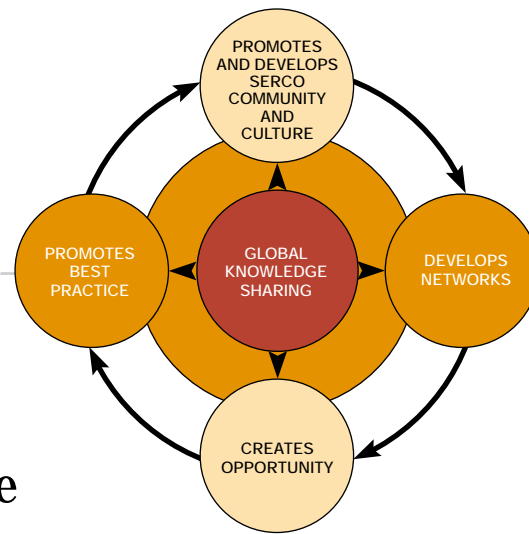 PROMOTES
AND DEVELOPS
SERCO
COMMUNITY
AND
CULTURE
PROMOTES
BEST
PRACTICE
GLOBAL
KNOWLEDGE
SHARING
DEVELOPS
NETWORKS
CREATES
OPPORTUNITY
e